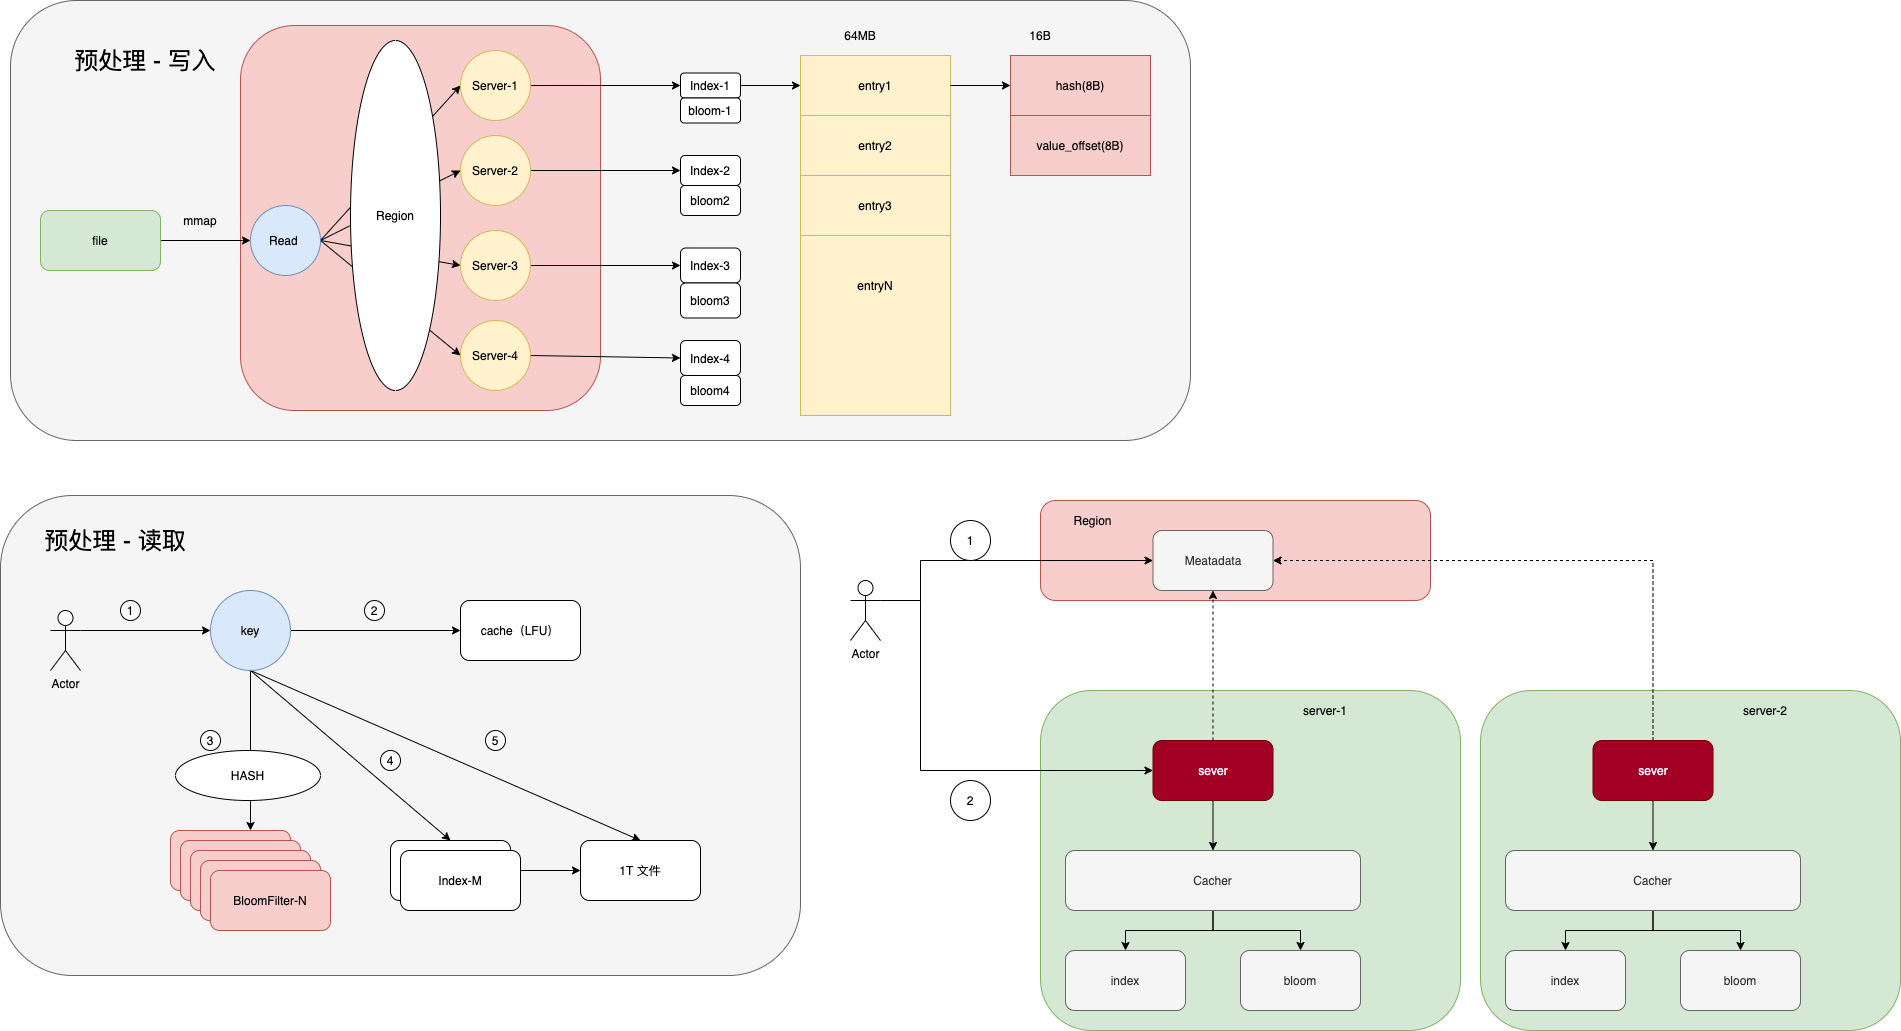 预处理 - 写入
64MB
16B
Server-1
Index-1
bloom-1
entry1
hash(8B)
entry2
value_offset(8B)
Server-2
Index-2
bloom2
entry3
Region
mmap
file
Read
Server-3
Index-3
bloom3
entryN
Server-4
Index-4
bloom4
预处理 - 读取
1
key
2
cache（LFU）
Actor
3
HASH
4
5
BloomFilter-N
Index-M
1T 文件
Region
1
Meatadata
Actor
2
server-1
sever
Cacher
index
bloom
server-2
sever
Cacher
index
bloom